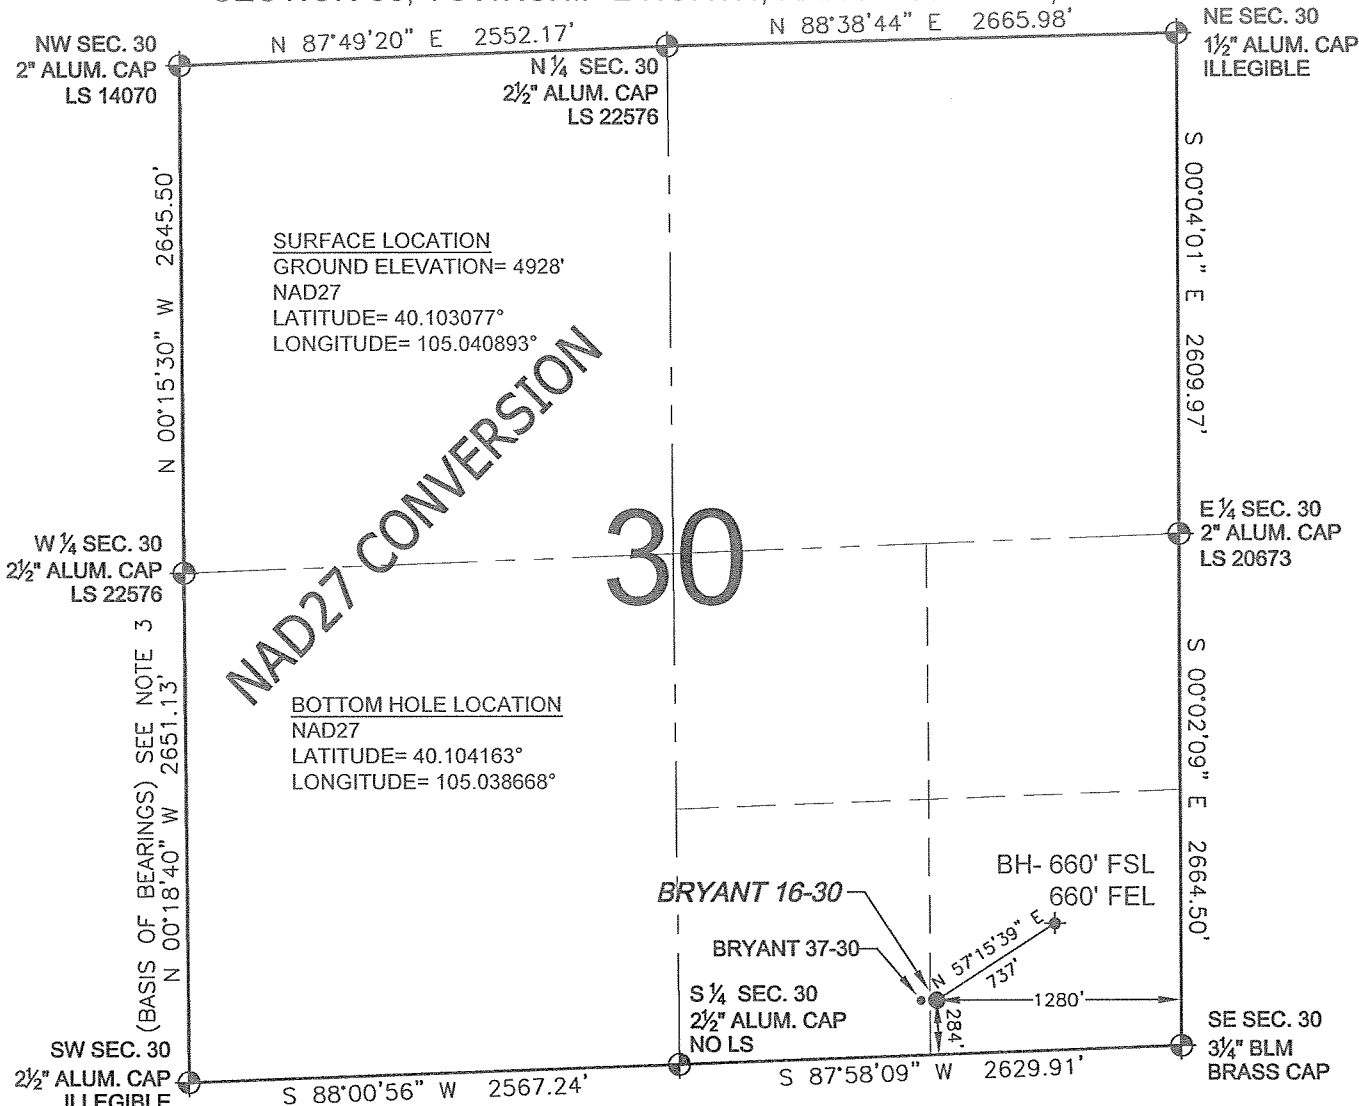 N 87°49'20" E 2552.17'
N 88°38'44" E 2665.98'
NW SEC. 30
2" ALUM. CAP
LS 14070
N ¼ SEC. 30
2½" ALUM. CAP
LS 22576
NE SEC. 30
1½" ALUM. CAP
ILLEGIBLE
N 00°15'30" W 2645.50'
S 00°04'01" E 2609.97'
SURFACE LOCATION
GROUND ELEVATION= 4928'
NAD27
LATITUDE= 40.103077°
LONGITUDE= 105.040893°
NAD27 CONVERSION
30
W ¼ SEC. 30
2½" ALUM. CAP
LS 22576
E ¼ SEC. 30
2" ALUM. CAP
LS 20673
(BASIS OF BEARINGS) SEE NOTE 3
N 00°18'40" W 2651.13'
S 00°02'09" E 2664.50'
BOTTOM HOLE LOCATION
NAD27
LATITUDE= 40.104163°
LONGITUDE= 105.038668°
BH- 660' FSL
660' FEL
BRYANT 16-30
BRYANT 37-30
N 57°15'39" E
737'
1280'
284'
S ¼ SEC. 30
2½" ALUM. CAP
NO LS
SW SEC. 30
2½" ALUM. CAP
ILLEGIBLE
SE SEC. 30
3¼" BLM
BRASS CAP
S 88°00'56" W 2567.24'
S 87°58'09" W 2629.91'